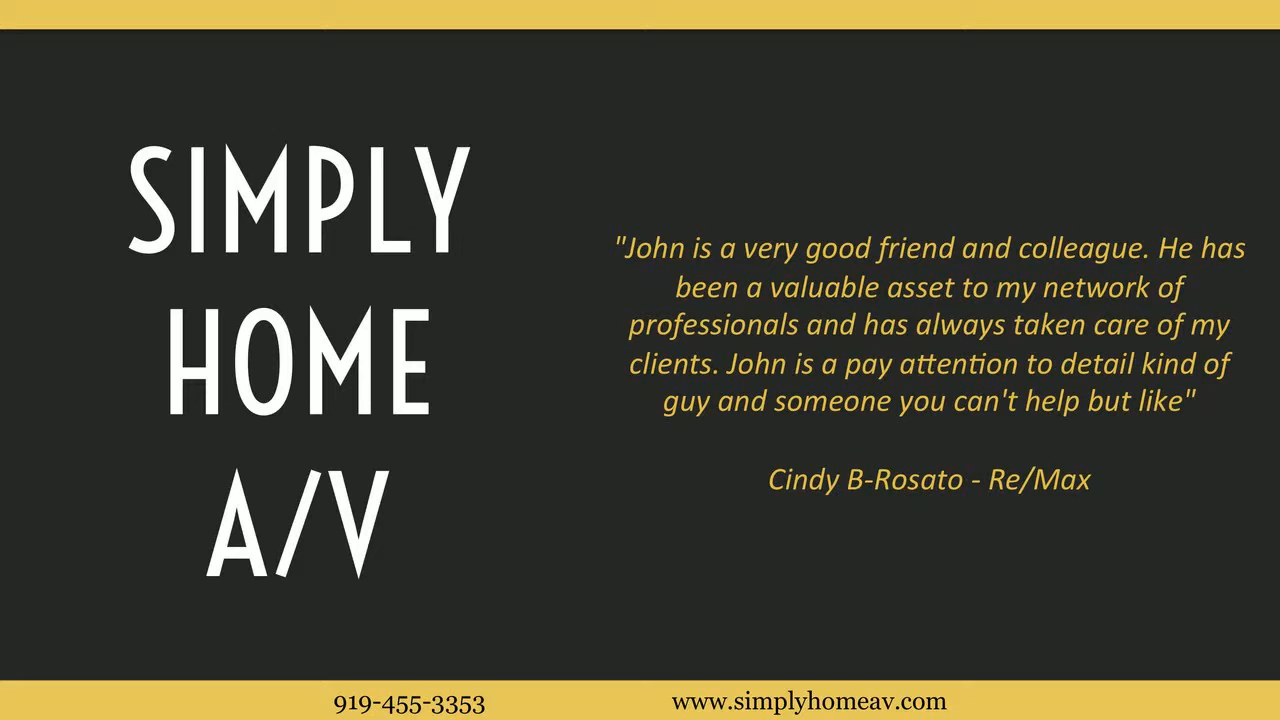 SIMPLY
HOME
A/V
"John is a very good friend and colleague. He has
been a valuable asset to my network of
professionals and has always taken care of my
clients. John is a pay attention to detail kind of
guy and someone you can't help but like"
Cindy B-Rosato - Re/Max
919-455-3353
www.simplyhomeav.com